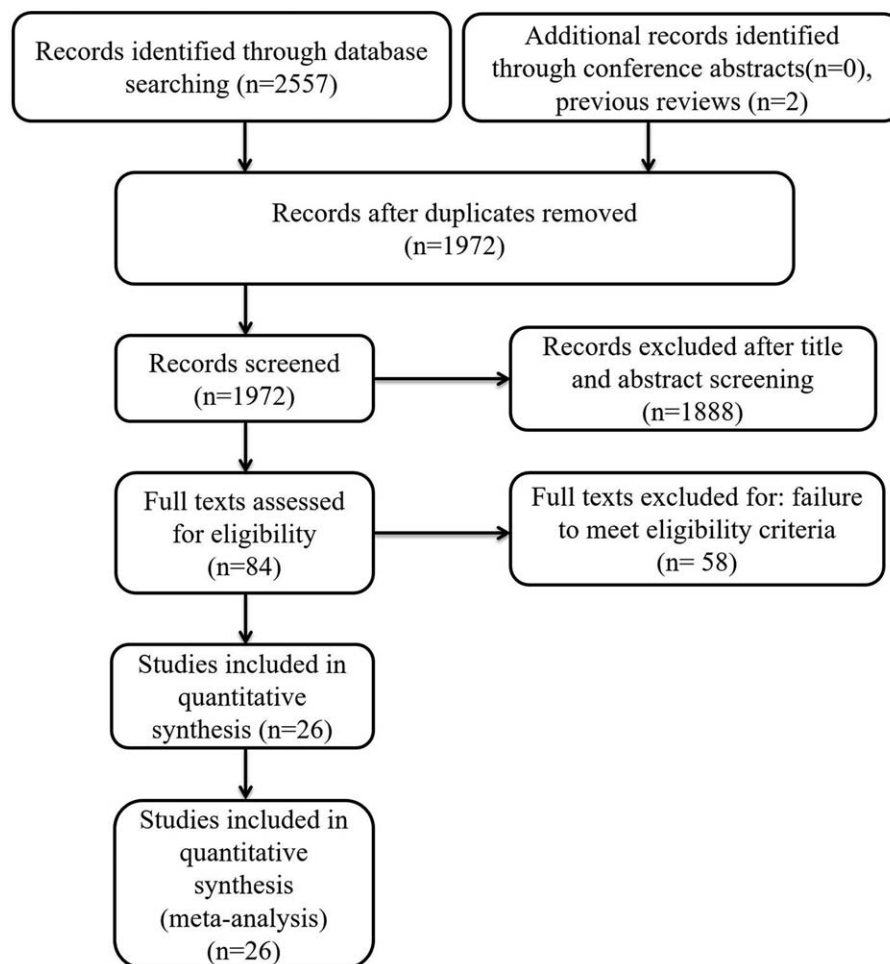 Records identified through database
searching (n=2557)
Additional records identified
through conference abstracts(n=0),
previous reviews (n=2)
Records after duplicates removed
(n=1972)
Records screened
(n=1972)
Records excluded after title
and abstract screening
(n=1888)
Full texts assessed
for eligibility
(n=84)
Full texts excluded for: failure
to meet eligibility criteria
(n= 58)
Studies included in
quantitative
synthesis (n=26)
Studies included in
quantitative
synthesis
(meta-analysis)
(n=26)